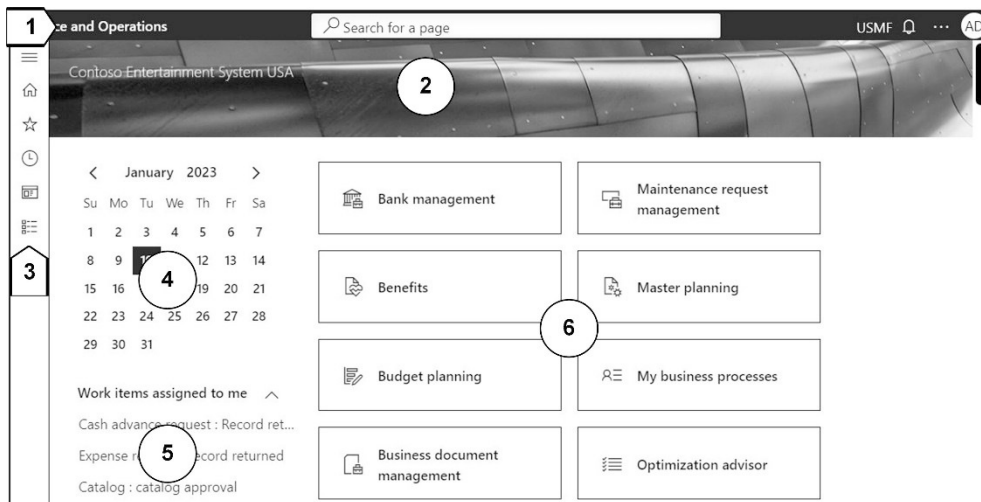 1 ce and Operations Search for a page USMF ... AD
Contoso Entertainment System USA
2
January 2023
Su Mo Tu We Th Fr Sa
1 2 3 4 5 6 7
8 9 12 13 14
15 16 19 20 21
22 23 24 25 26 27 28
29 30 31
3
4
Work items assigned to me
Cash advance request : Record ret...
Expense record returned
Catalog : catalog approval
5
Bank management
Maintenance request
management
Benefits
Master planning
6
Budget planning
My business processes
Business document
management
Optimization advisor